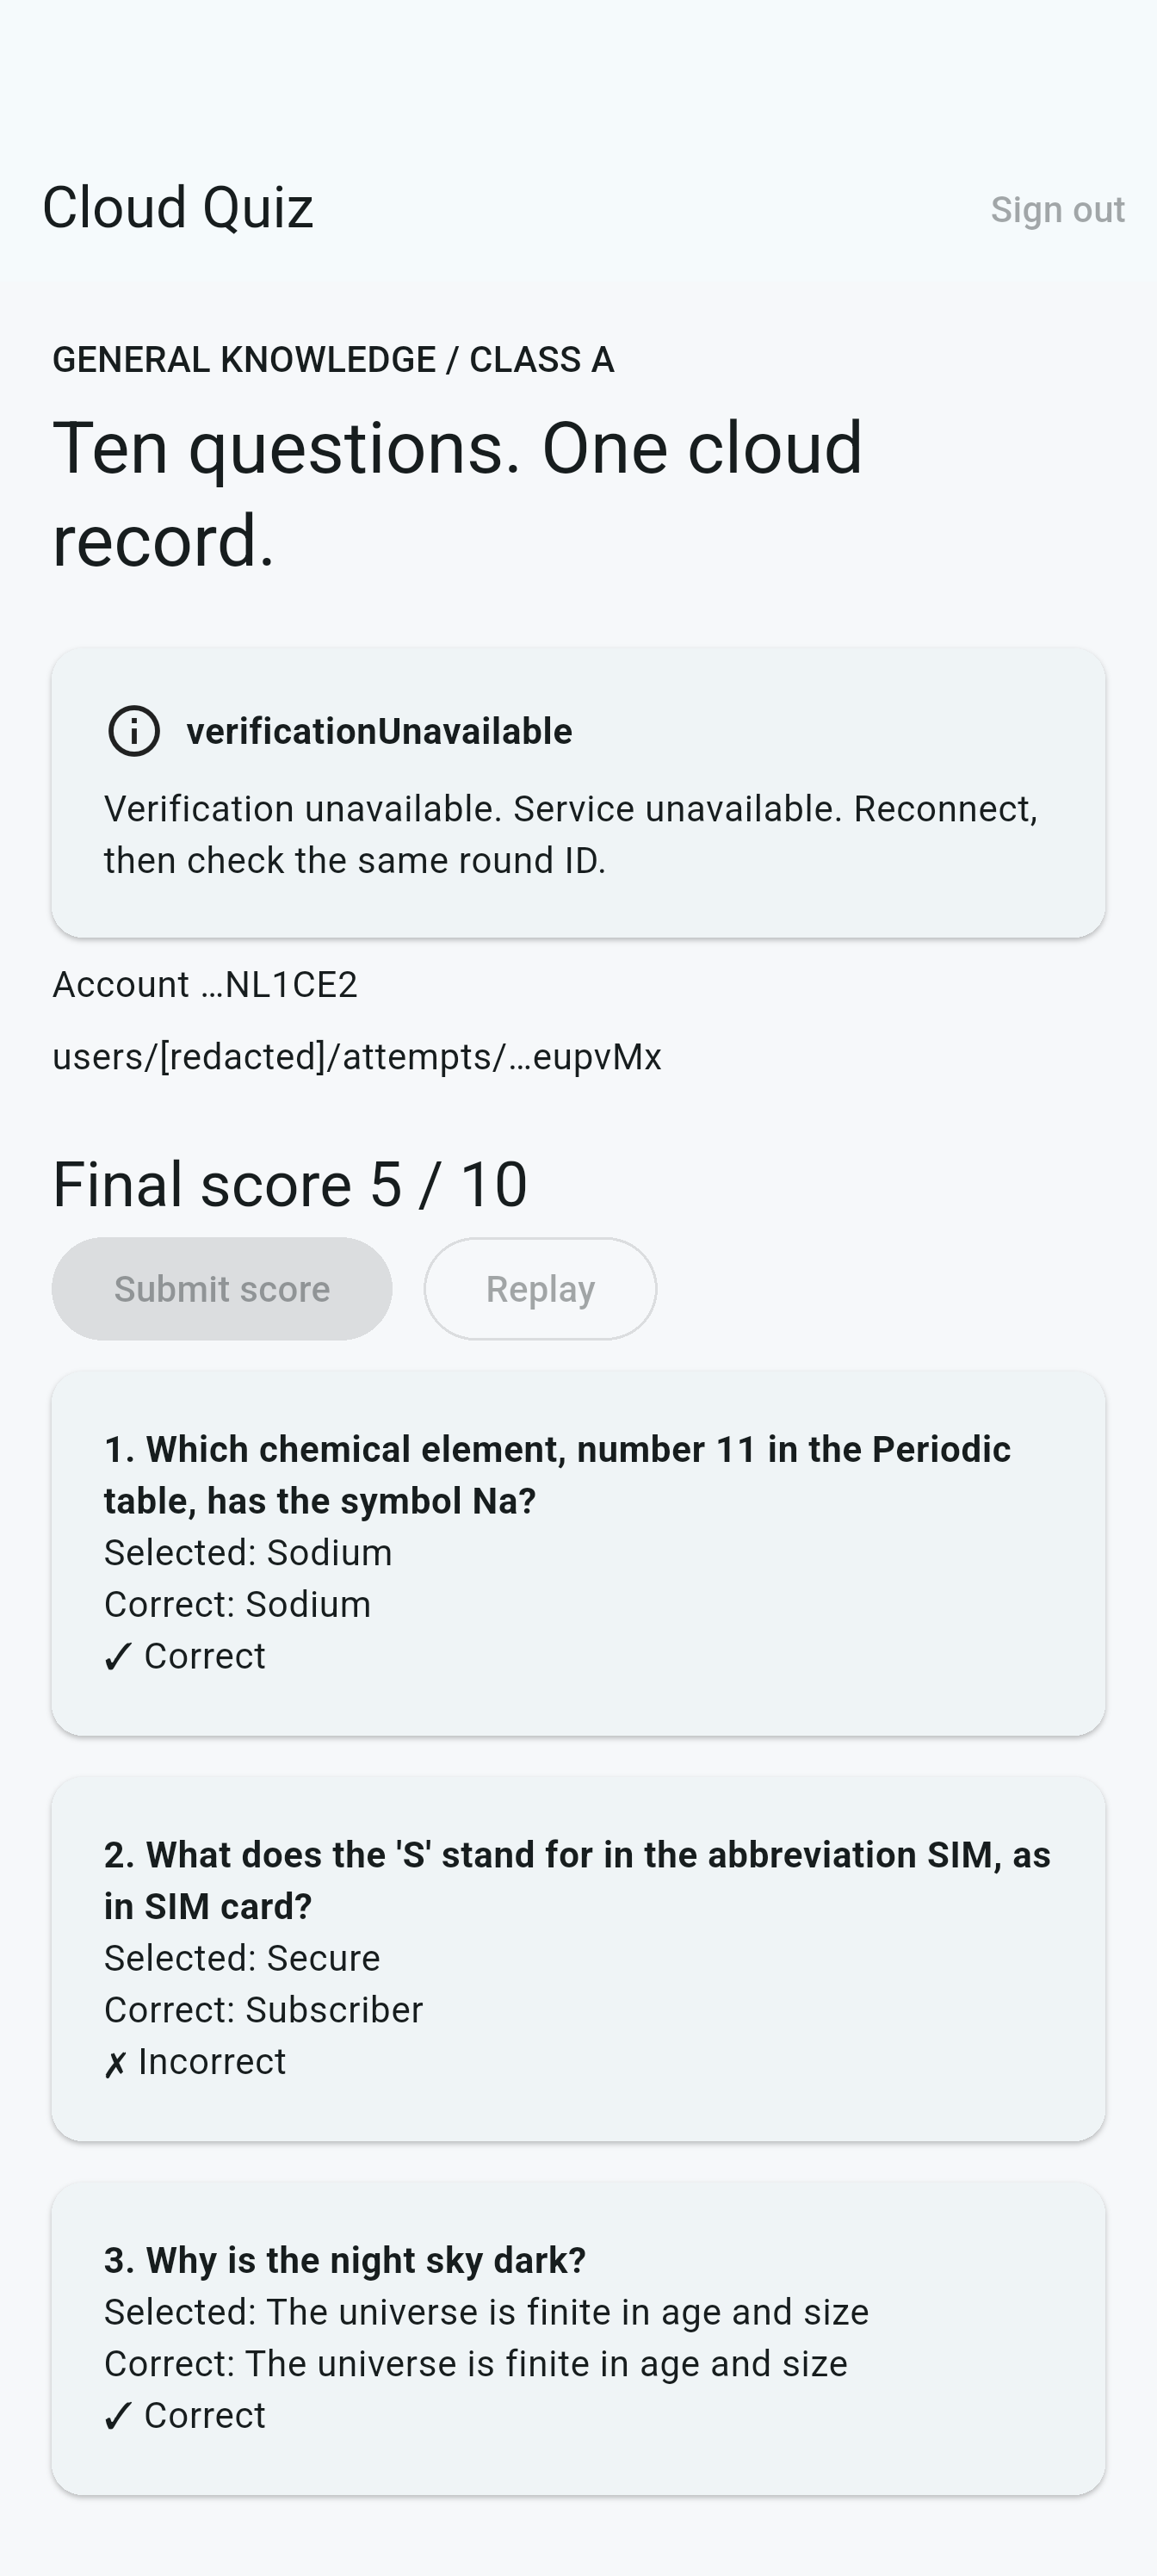 Cloud Quiz
Sign out
GENERAL KNOWLEDGE / CLASS A
Ten questions. One cloud
record.
verificationUnavailable
Verification unavailable. Service unavailable. Reconnect,
then check the same round ID.
Account …NL1CE2
users/[redacted]/attempts/…eupvMx
Final score 5 / 10
Submit score
Replay
1. Which chemical element, number 11 in the Periodic
table, has the symbol Na?
Selected: Sodium
Correct: Sodium
✓ Correct
2. What does the 'S' stand for in the abbreviation SIM, as
in SIM card?
Selected: Secure
Correct: Subscriber
✗ Incorrect
3. Why is the night sky dark?
Selected: The universe is finite in age and size
Correct: The universe is finite in age and size
✓ Correct